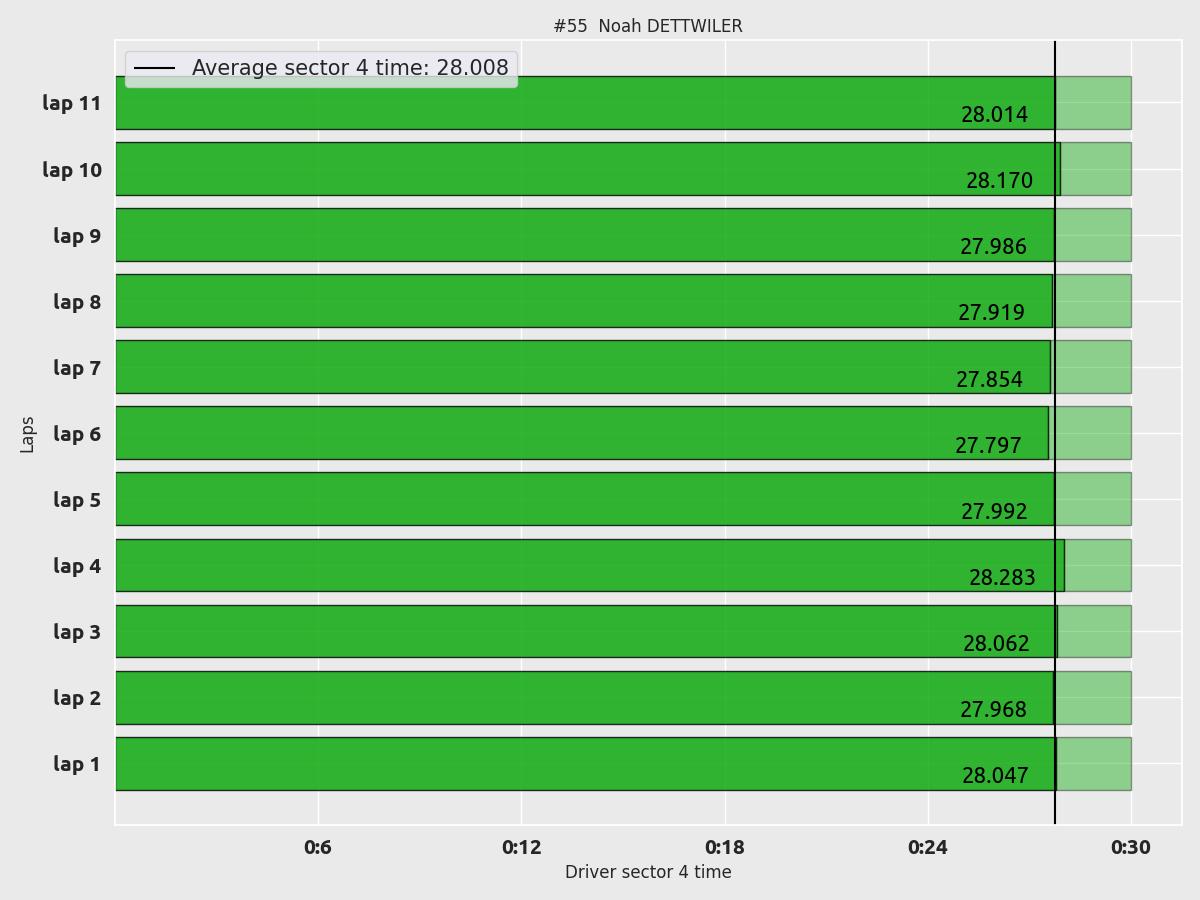 #55  Noah DETTWILER
Average sector 4 time: 28.008
lap 11
28.014
lap 10
28.170
lap 9
27.986
lap 8
27.919
lap 7
27.854
Laps
lap 6
27.797
lap 5
27.992
lap 4
28.283
lap 3
28.062
lap 2
27.968
lap 1
28.047
0:6 0:12 0:18 0:24 0:30
Driver sector 4 time